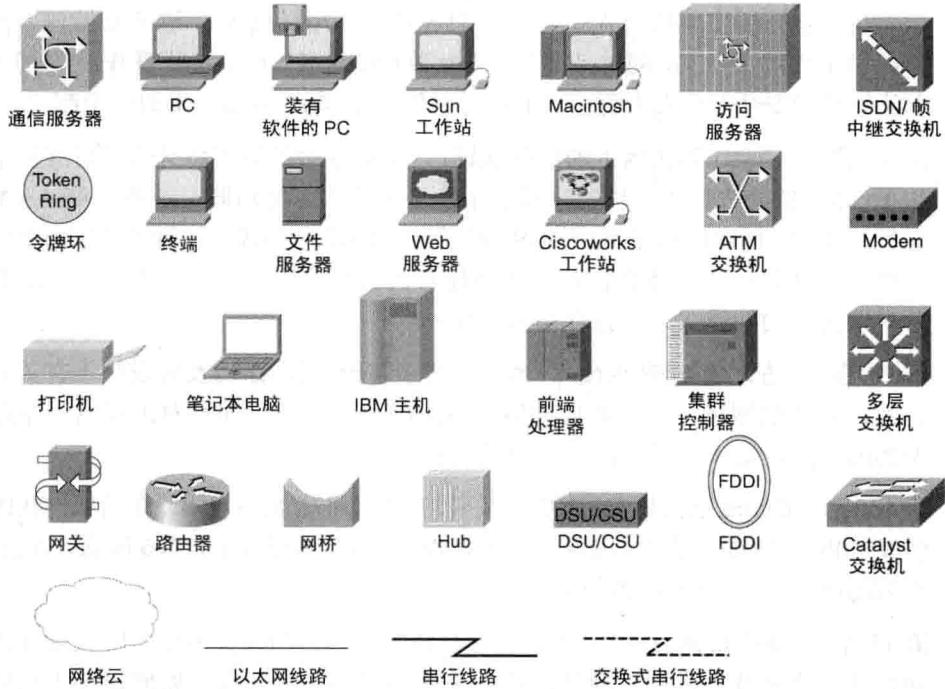 通信服务器
PC
装有
软件的 PC
Sun
工作站
Macintosh
访问
服务器
ISDN/ 帧
中继交换机
Token
Ring
令牌环
终端
文件
服务器
Web
服务器
Ciscoworks
工作站
ATM
交换机
Modem
打印机
笔记本电脑
IBM 主机
前端
处理器
集群
控制器
多层
交换机
网关
路由器
网桥
Hub
DSU/CSU
DSU/CSU
FDDI
FDDI
Catalyst
交换机
网络云
以太网线路
串行线路
交换式串行线路